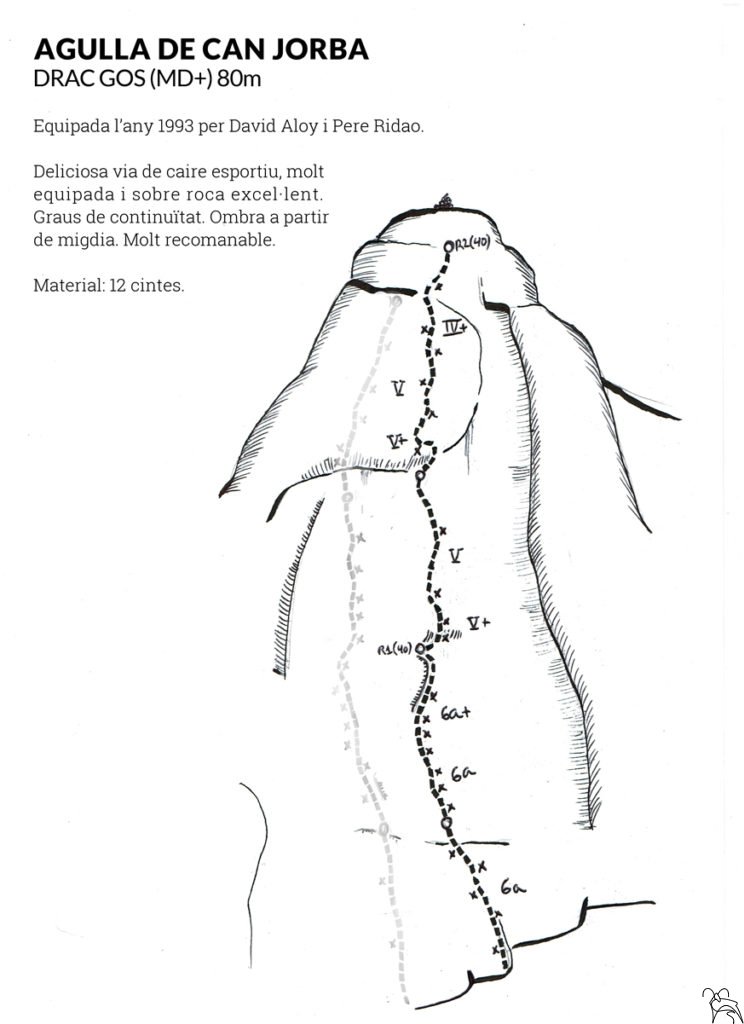 AGULLA DE CAN JORBA
DRAC GOS (MD+) 80m
Equipada l'any 1993 per David Aloy i Pere Ridao.
Deliciosa via de caire esportiu, molt
equipada i sobre roca excel·lent.
Graus de continuïtat. Ombra a partir
de migdia. Molt recomanable.
Material: 12 cintes.
R2(40)
IV+
V
V+
V
V+
R1(40)
6a+
6a
6a